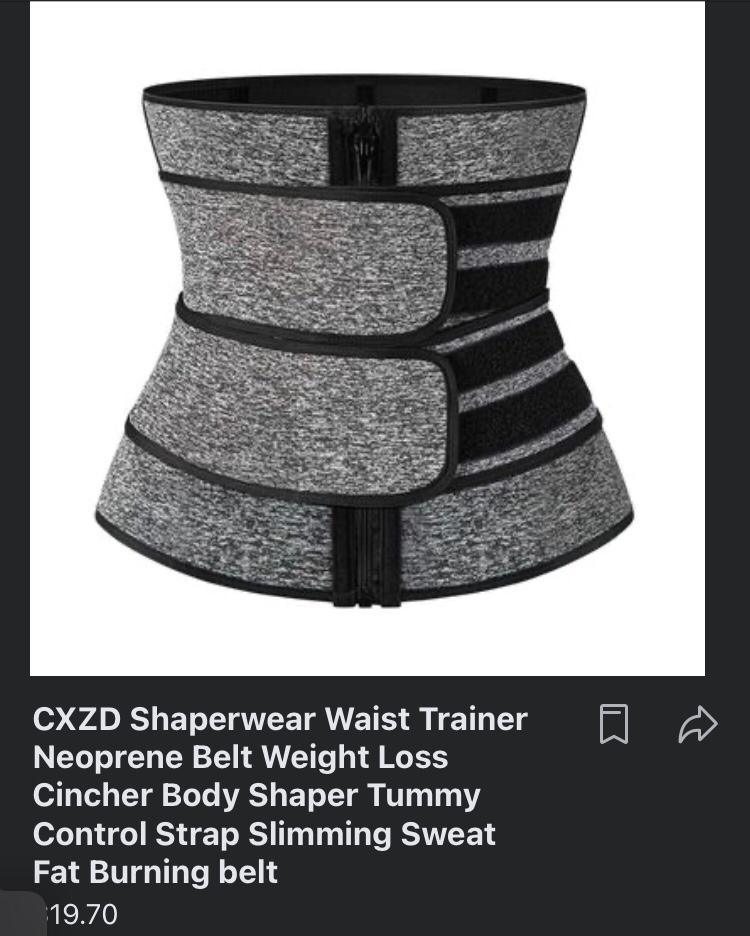 CXZD Shaperwear Waist Trainer
Neoprene Belt Weight Loss
Cincher Body Shaper Tummy
Control Strap Slimming Sweat
Fat Burning belt
19.70